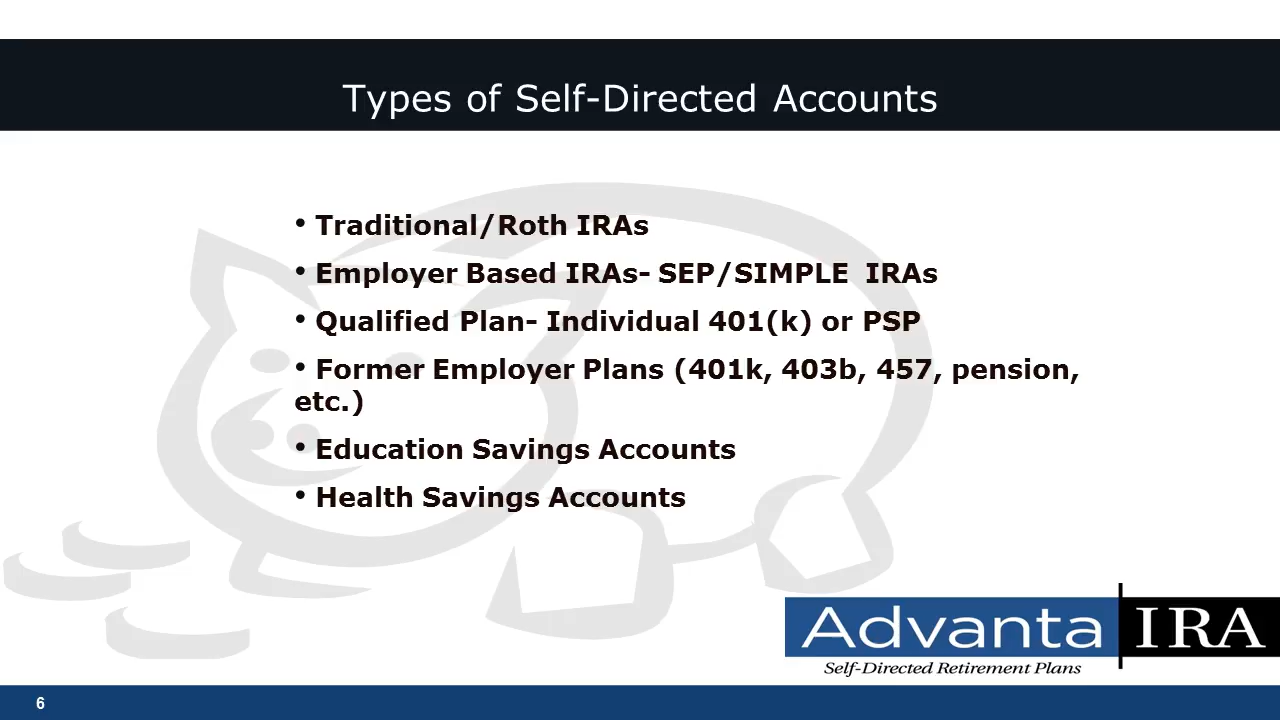 Types of Self-Directed Accounts
• Traditional/Roth IRAs
• Employer Based IRAs- SEP/SIMPLE  IRAs
• Qualified Plan- Individual 401(k) or PSP
• Former Employer Plans (401k, 403b, 457, pension,
etc.)
• Education Savings Accounts
• Health Savings Accounts
Advanta IRA
Self-Directed Retirement Plans
6